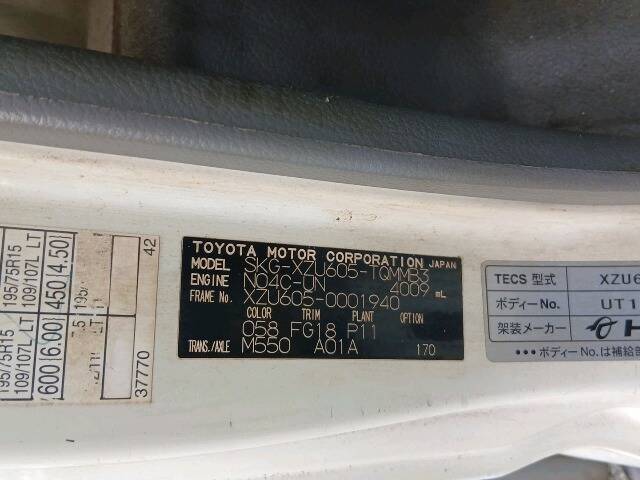 TOYOTA MOTOR CORPORATION JAPAN
MODEL SKG-XZU605-TQMMB3
ENGINE N04C-UN 4009 mL
FRAME No. XZU605-0001940
COLOR TRIM PLANT OPTION
058 FG18 P11
TRANS./AXLE M550 A01A 170
195/75R15
109/107L LT
600(6.00)
195/75R15
109/107L LT
450(4.50)
37770
42
TECS 型式 XZU6
ボディーNo. UT1
架装メーカー H
※ボディーNo.は補給部